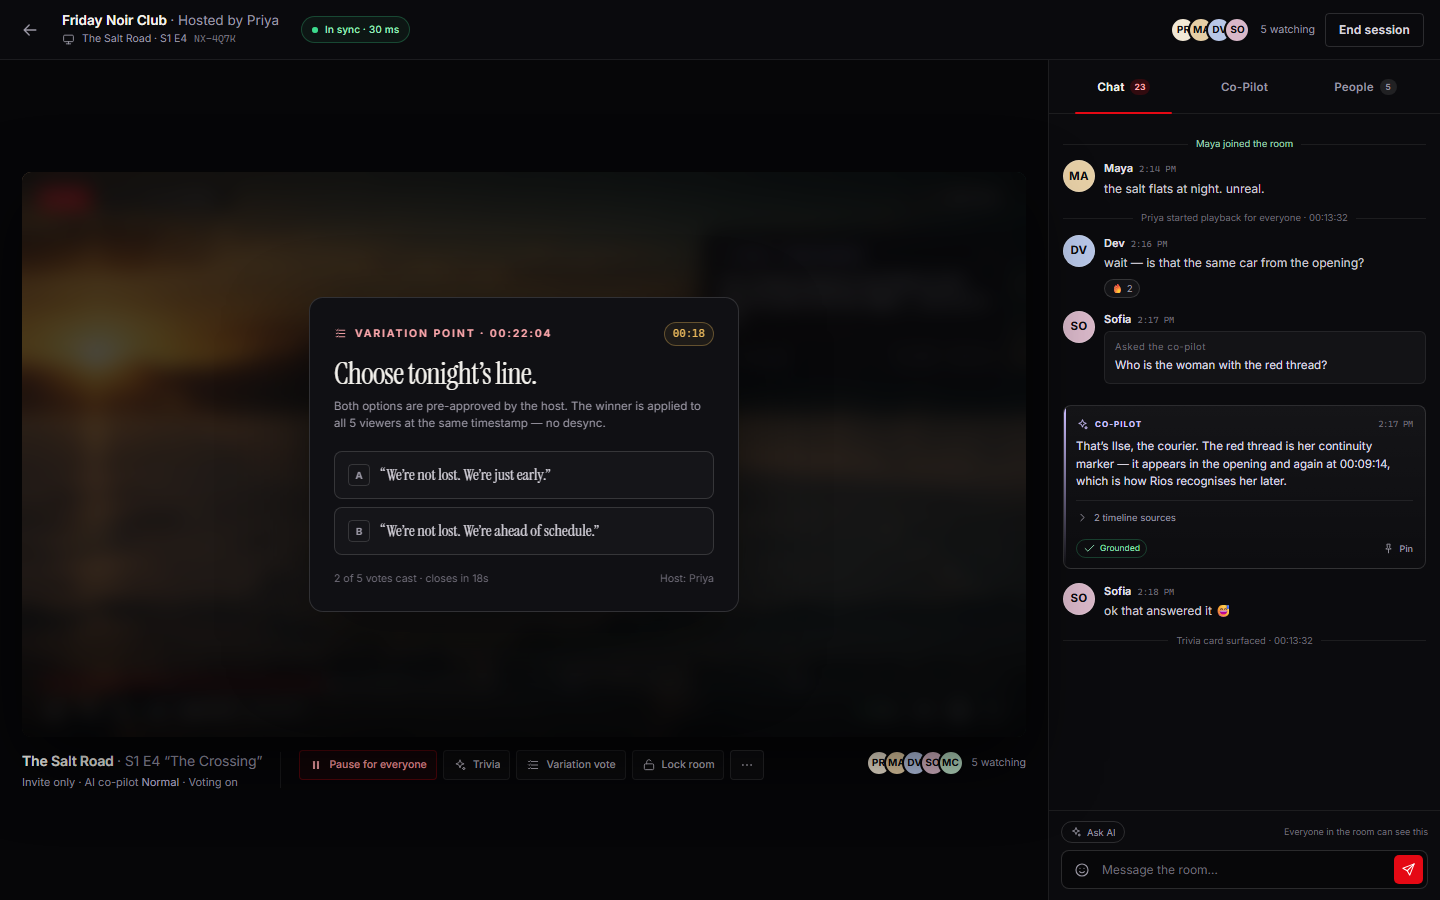 Friday Noir Club · Hosted by Priya
The Salt Road · S1 E4 NX-4Q7K
In sync · 30 ms
PR MA DV SO
5 watching
End session
Chat 23
Co-Pilot
People 5
Maya joined the room
MA
Maya 2:14 PM
the salt flats at night. unreal.
Priya started playback for everyone · 00:13:32
DV
Dev 2:16 PM
wait — is that the same car from the opening?
🔥 2
SO
Sofia 2:17 PM
Asked the co-pilot
Who is the woman with the red thread?
CO-PILOT 2:17 PM
That’s Ilse, the courier. The red thread is her continuity
marker — it appears in the opening and again at 00:09:14,
which is how Rios recognises her later.
2 timeline sources
Grounded
Pin
SO
Sofia 2:18 PM
ok that answered it 😅
Trivia card surfaced · 00:13:32
Ask AI
Everyone in the room can see this
Message the room...
VARIATION POINT · 00:22:04
00:18
Choose tonight’s line.
Both options are pre-approved by the host. The winner is applied to
all 5 viewers at the same timestamp — no desync.
A “We’re not lost. We’re just early.”
B “We’re not lost. We’re ahead of schedule.”
2 of 5 votes cast · closes in 18s
Host: Priya
The Salt Road · S1 E4 “The Crossing”
Invite only · AI co-pilot Normal · Voting on
Pause for everyone
Trivia
Variation vote
Lock room
...
PR MA DV SO MC
5 watching